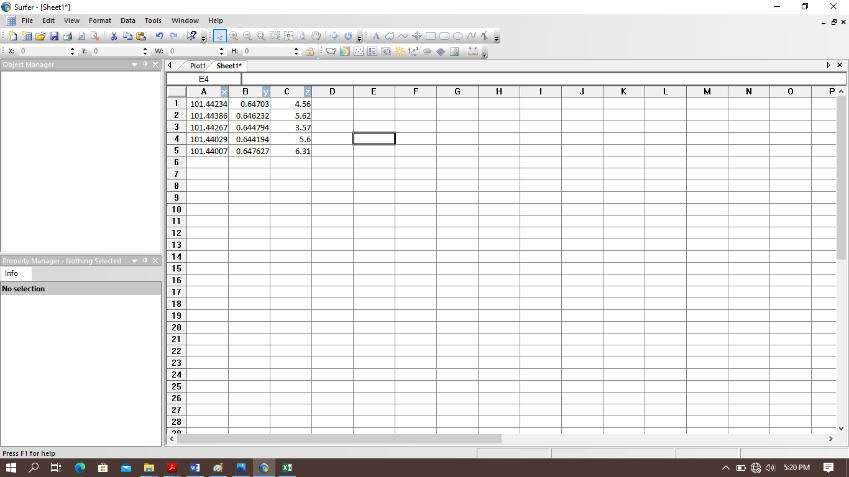 Surfer - [Sheet1*]
File Edit View Format Data Tools Window Help
X: 0 Y: 0 W: 0 H: 0
Object Manager
Plot1 Sheet1*
E4
A x B y C z D E F G H I J K L M N O P
1 101.44234 0.64703 4.56
2 101.44386 0.646232 5.62
3 101.44267 0.644794 3.57
4 101.44029 0.644194 5.6
5 101.44007 0.647627 6.31
6
7
8
9
10
11
12
13
14
15
16
17
18
19
20
21
22
23
24
25
26
27
28
29
Property Manager - Nothing Selected
Info
No selection
Press F1 for help
5:20 PM